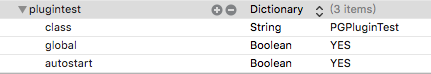 plugintest Dictionary (3 items)
class String PGPluginTest
global Boolean YES
autostart Boolean YES